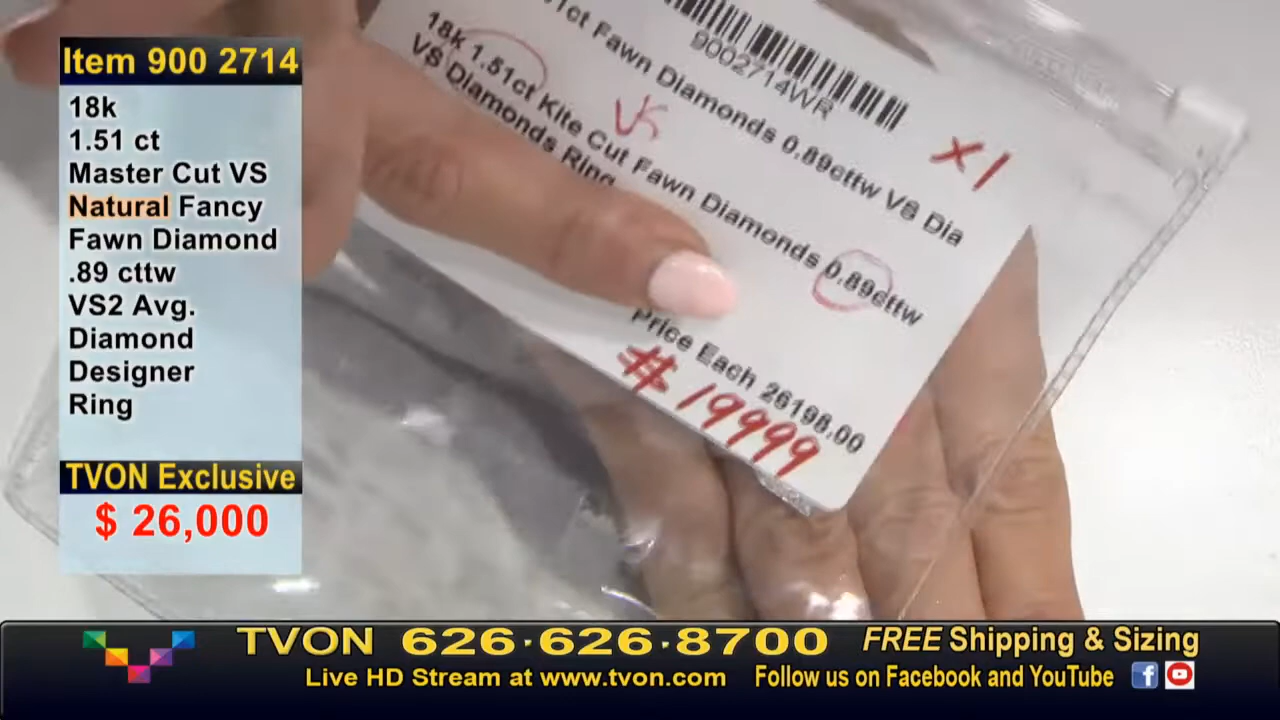 Item 900 2714
18k
1.51 ct
Master Cut VS
Natural Fancy
Fawn Diamond
.89 cttw
VS2 Avg.
Diamond
Designer
Ring
TVON Exclusive
$ 26,000
9002714WR
1ct Fawn Diamonds 0.89cttw VS Dia
18k 1.51ct Kite Cut Fawn Diamonds 0.89cttw
VS Diamonds Ring
VS
x1
Price Each 26198.00
19999
TVON 626·626·8700
FREE Shipping & Sizing
Live HD Stream at www.tvon.com
Follow us on Facebook and YouTube